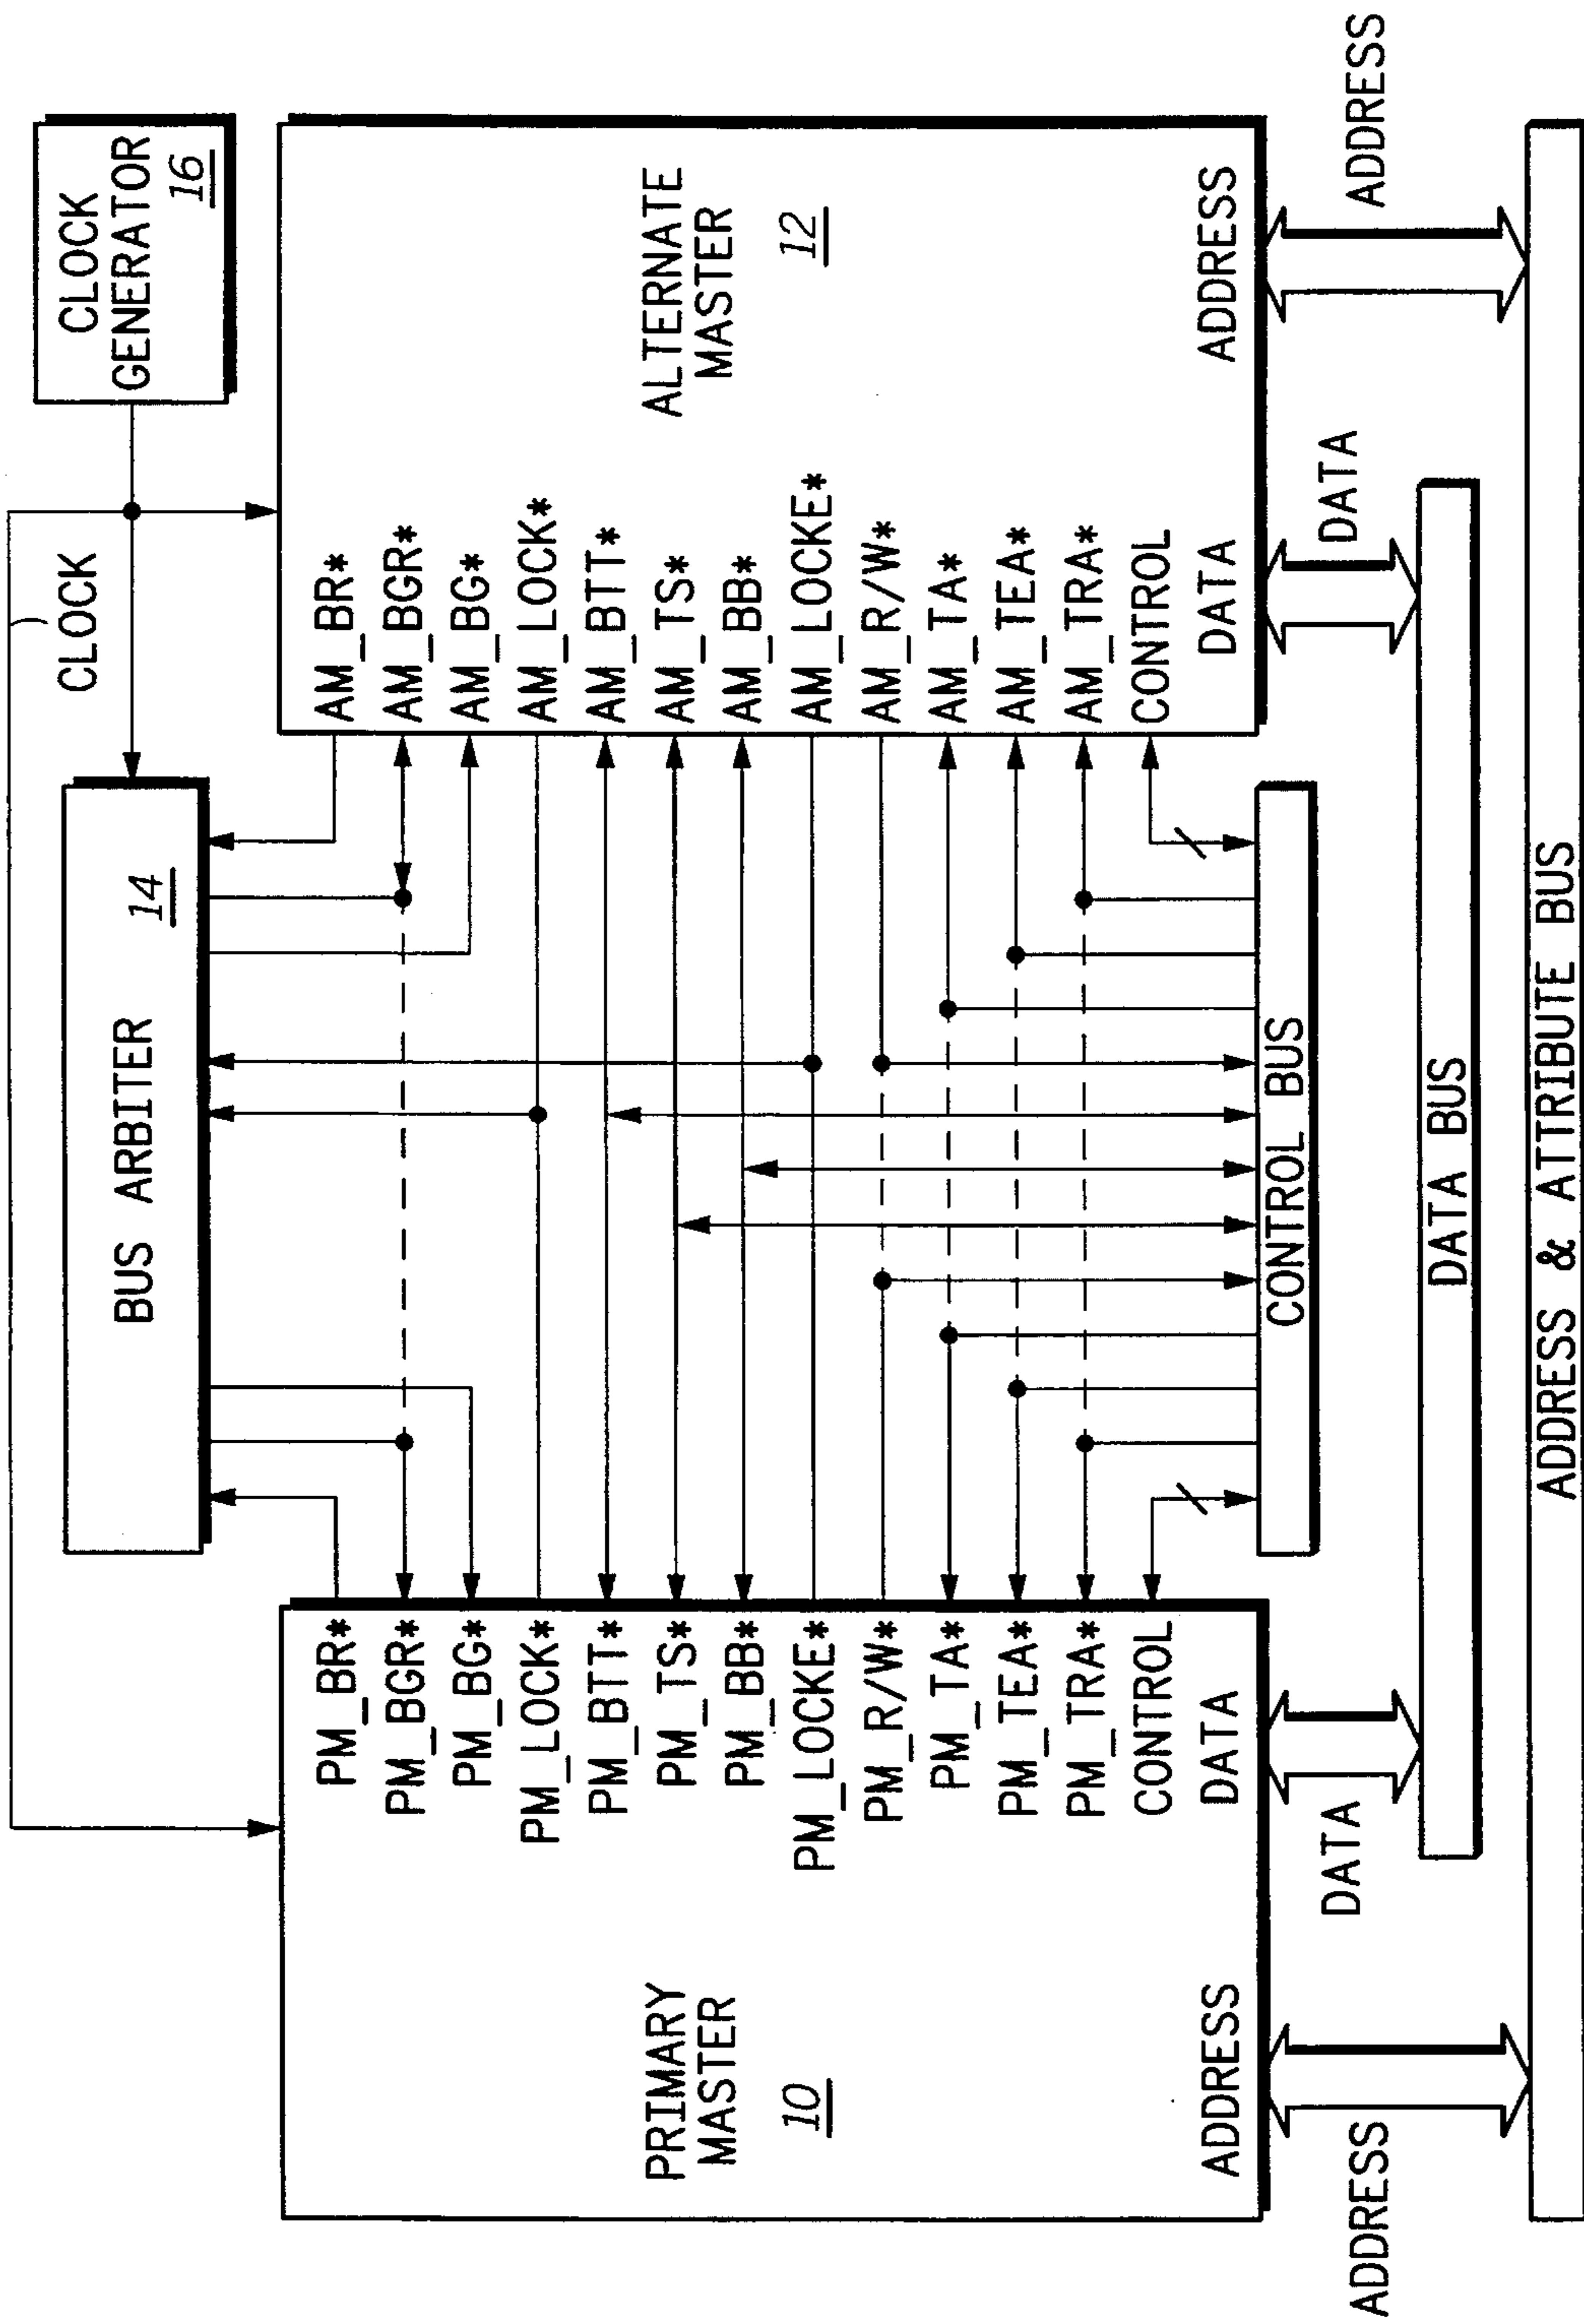 CLOCK
GENERATOR
16
CLOCK
BUS ARBITER
14
PRIMARY
MASTER
10
PM_BR*
PM_BGR*
PM_BG*
PM_LOCK*
PM_BTT*
PM_TS*
PM_BB*
PM_LOCKE*
PM_R/W*
PM_TA*
PM_TEA*
PM_TRA*
CONTROL
ADDRESS
DATA
ALTERNATE
MASTER
12
AM_BR*
AM_BGR*
AM_BG*
AM_LOCK*
AM_BTT*
AM_TS*
AM_BB*
AM_LOCKE*
AM_R/W*
AM_TA*
AM_TEA*
AM_TRA*
CONTROL
DATA
ADDRESS
CONTROL BUS
ADDRESS
DATA
DATA
ADDRESS
DATA BUS
ADDRESS & ATTRIBUTE BUS